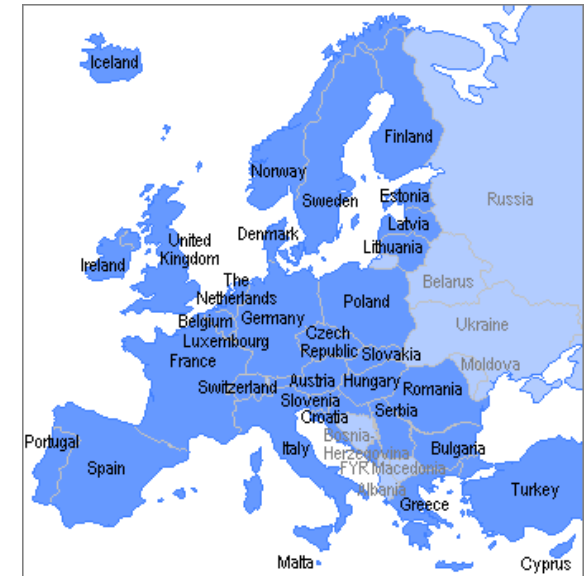 Iceland
Finland
Norway
Sweden
Estonia
Russia
Latvia
Denmark
United
Kingdom
Lithuania
Ireland
The
Netherlands
Belarus
Poland
Belgium
Germany
Ukraine
Luxembourg
Czech
Republic
Slovakia
France
Moldova
Switzerland
Austria
Hungary
Romania
Slovenia
Croatia
Serbia
Bosnia-
Herzegovina
Portugal
Spain
Italy
Bulgaria
FYR Macedonia
Albania
Greece
Turkey
Malta
Cyprus